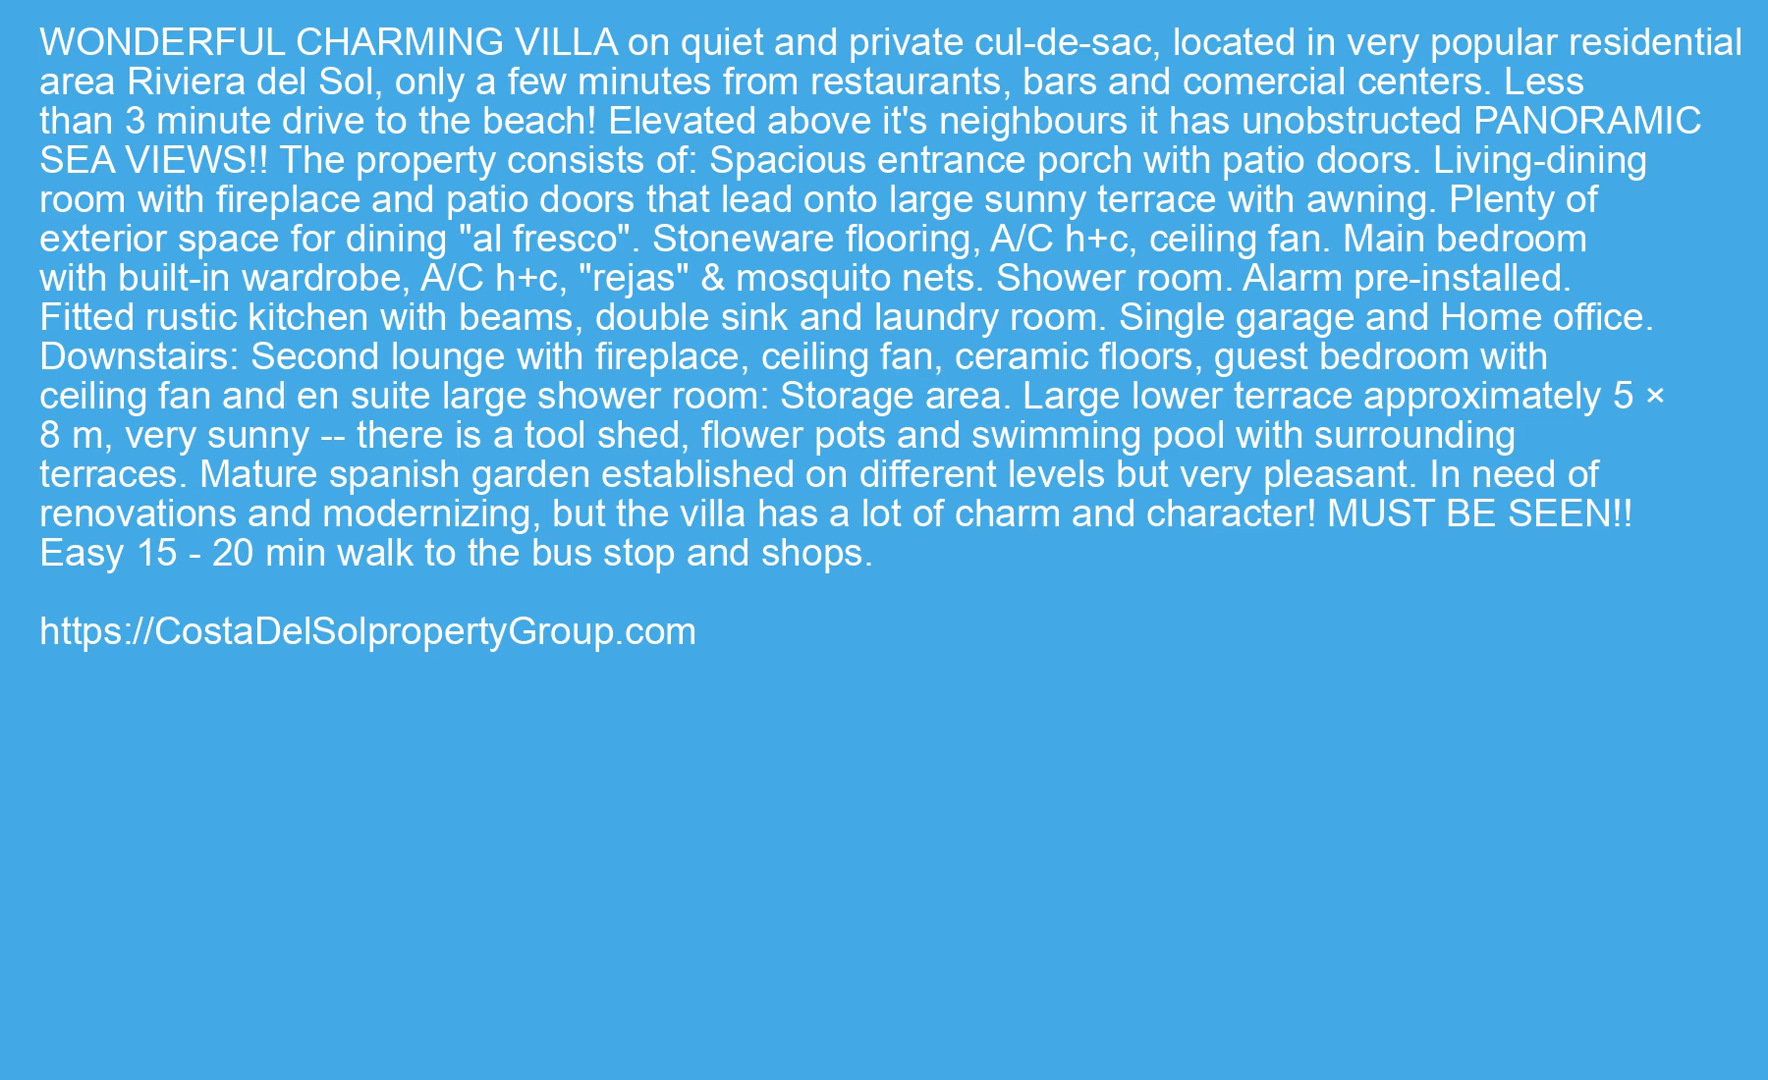 WONDERFUL CHARMING VILLA on quiet and private cul-de-sac, located in very popular residential
area Riviera del Sol, only a few minutes from restaurants, bars and comercial centers. Less
than 3 minute drive to the beach! Elevated above it's neighbours it has unobstructed PANORAMIC
SEA VIEWS!! The property consists of: Spacious entrance porch with patio doors. Living-dining
room with fireplace and patio doors that lead onto large sunny terrace with awning. Plenty of
exterior space for dining "al fresco". Stoneware flooring, A/C h+c, ceiling fan. Main bedroom
with built-in wardrobe, A/C h+c, "rejas" & mosquito nets. Shower room. Alarm pre-installed.
Fitted rustic kitchen with beams, double sink and laundry room. Single garage and Home office.
Downstairs: Second lounge with fireplace, ceiling fan, ceramic floors, guest bedroom with
ceiling fan and en suite large shower room: Storage area. Large lower terrace approximately 5 ×
8 m, very sunny -- there is a tool shed, flower pots and swimming pool with surrounding
terraces. Mature spanish garden established on different levels but very pleasant. In need of
renovations and modernizing, but the villa has a lot of charm and character! MUST BE SEEN!!
Easy 15 - 20 min walk to the bus stop and shops.
https://CostaDelSolpropertyGroup.com